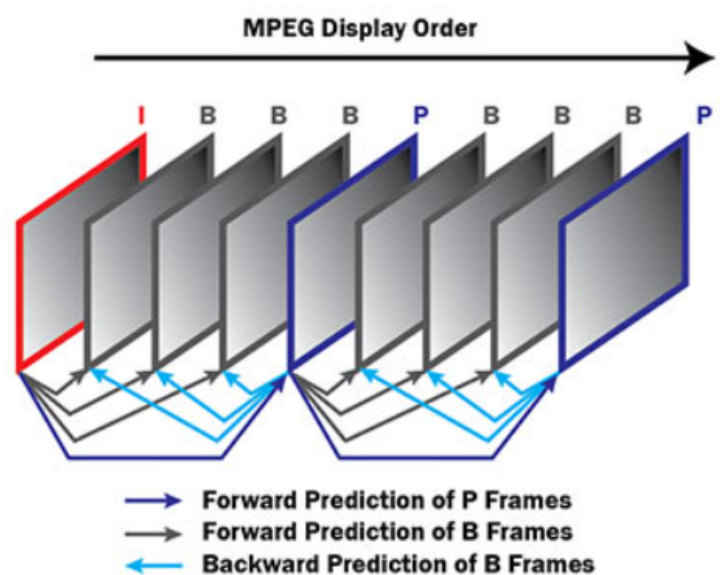 MPEG Display Order
I B B B P B B B P
Forward Prediction of P Frames
Forward Prediction of B Frames
Backward Prediction of B Frames